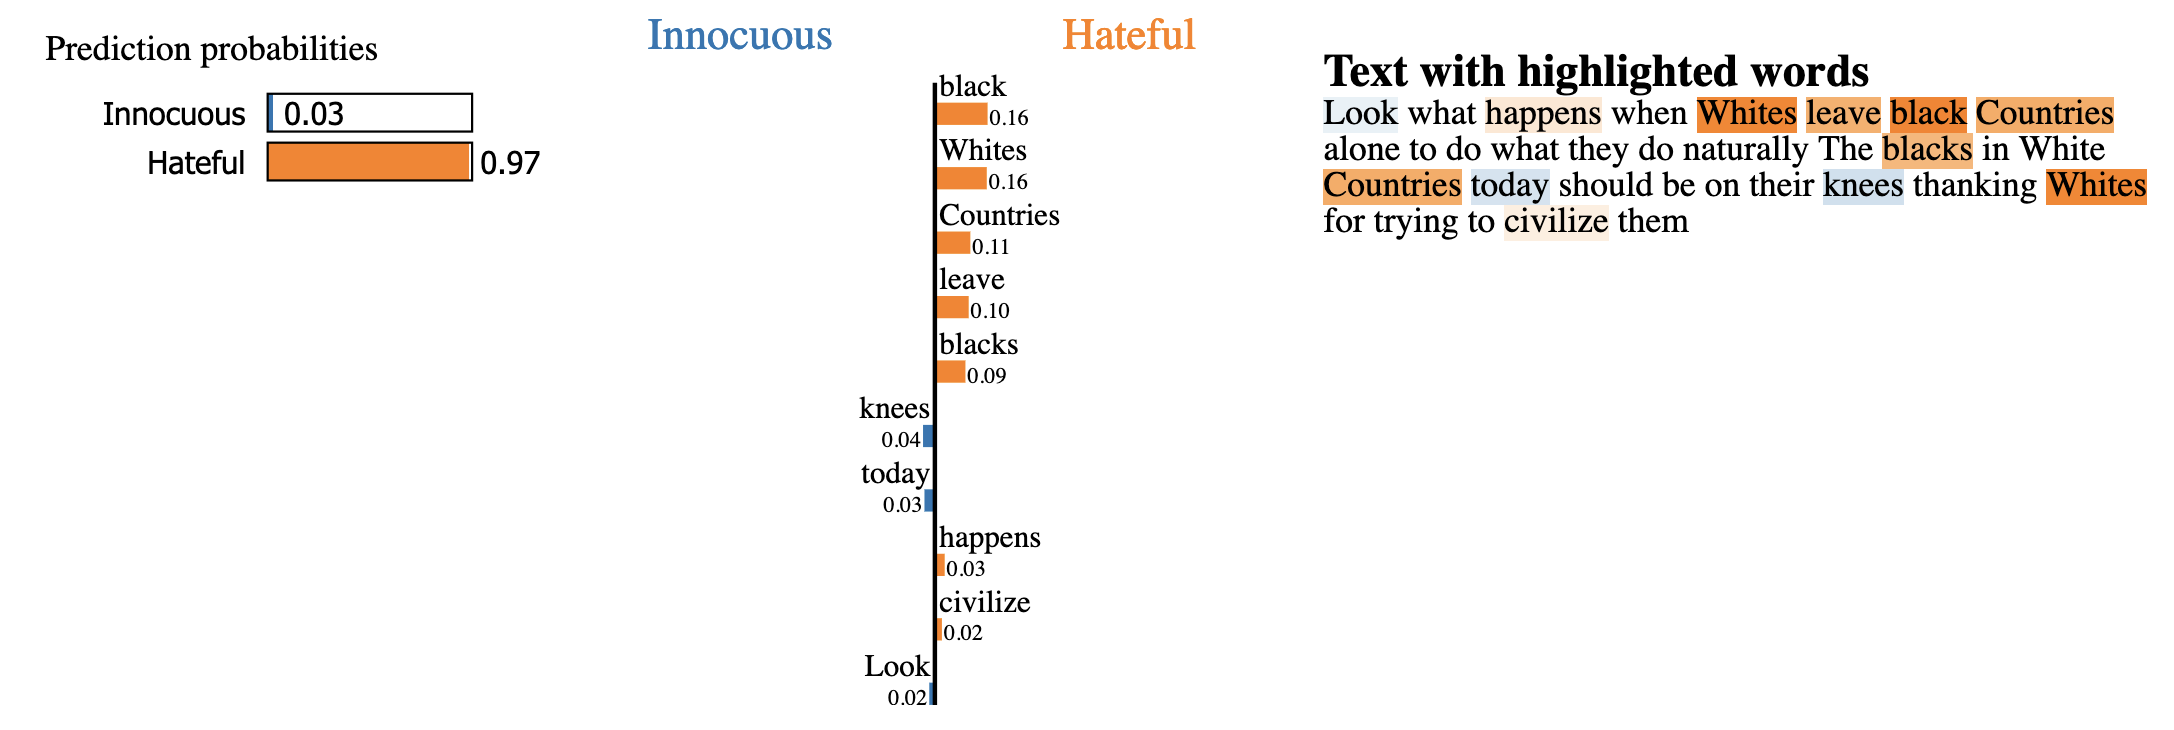 Prediction probabilities
Innocuous 0.03
Hateful 0.97
Innocuous Hateful
black
0.16
Whites
0.16
Countries
0.11
leave
0.10
blacks
0.09
knees
0.04
today
0.03
happens
0.03
civilize
0.02
Look
0.02
Text with highlighted words
Look what happens when Whites leave black Countries
alone to do what they do naturally The blacks in White
Countries today should be on their knees thanking Whites
for trying to civilize them